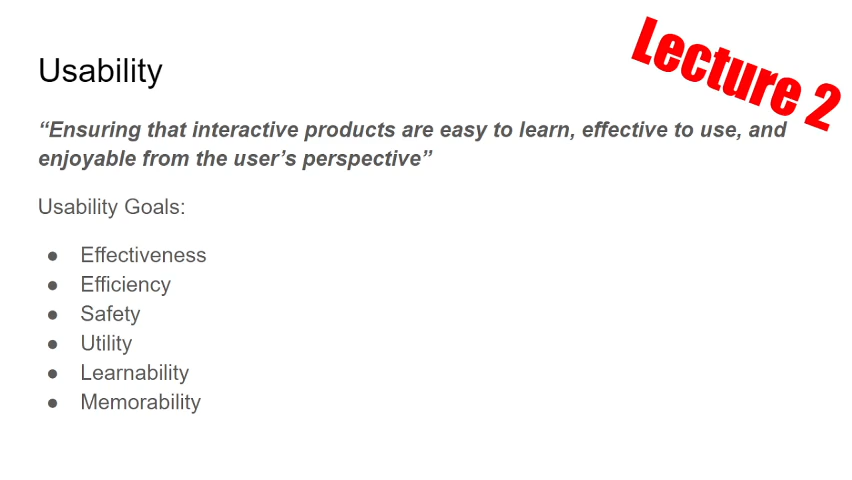 Lecture 2
Usability
“Ensuring that interactive products are easy to learn, effective to use, and
enjoyable from the user’s perspective”
Usability Goals:
● Effectiveness
● Efficiency
● Safety
● Utility
● Learnability
● Memorability